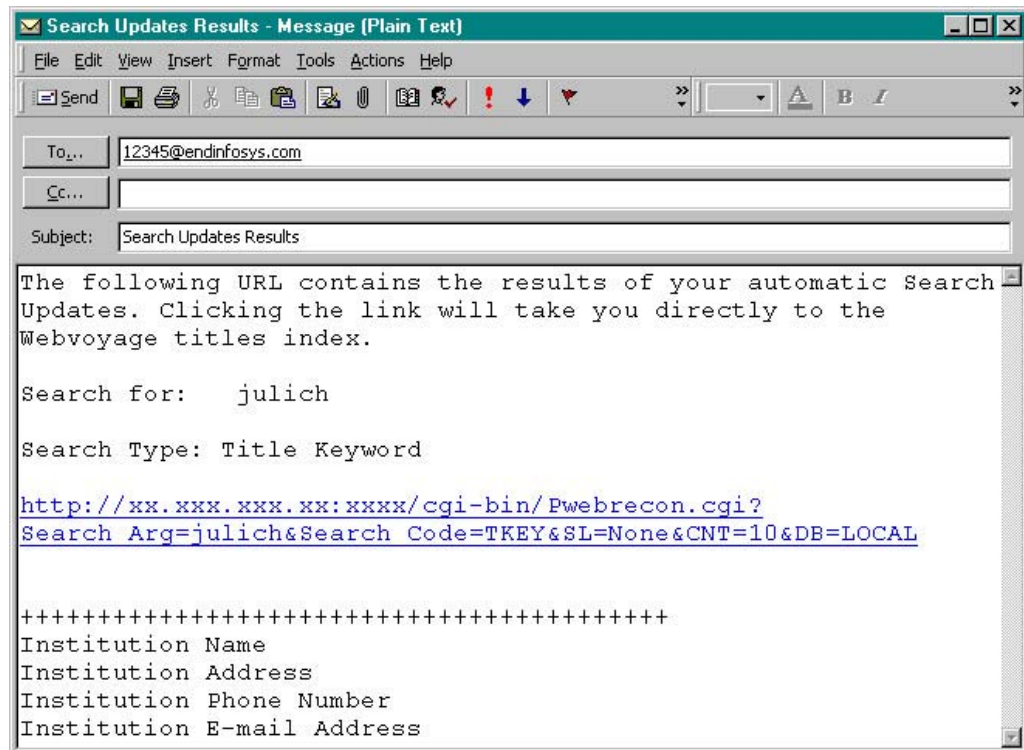 Search Updates Results - Message (Plain Text)
File Edit View Insert Format Tools Actions Help
Send A B I
To... 12345@endinfosys.com
Cc...
Subject: Search Updates Results
The following URL contains the results of your automatic Search
Updates. Clicking the link will take you directly to the
Webvoyage titles index.
Search for: julich
Search Type: Title Keyword
http://xx.xxx.xxx.xx:xxxx/cgi-bin/Pwebrecon.cgi?
Search_Arg=julich&Search_Code=TKEY&SL=None&CNT=10&DB=LOCAL
++++++++++++++++++++++++++++++++++++++++++
Institution Name
Institution Address
Institution Phone Number
Institution E-mail Address